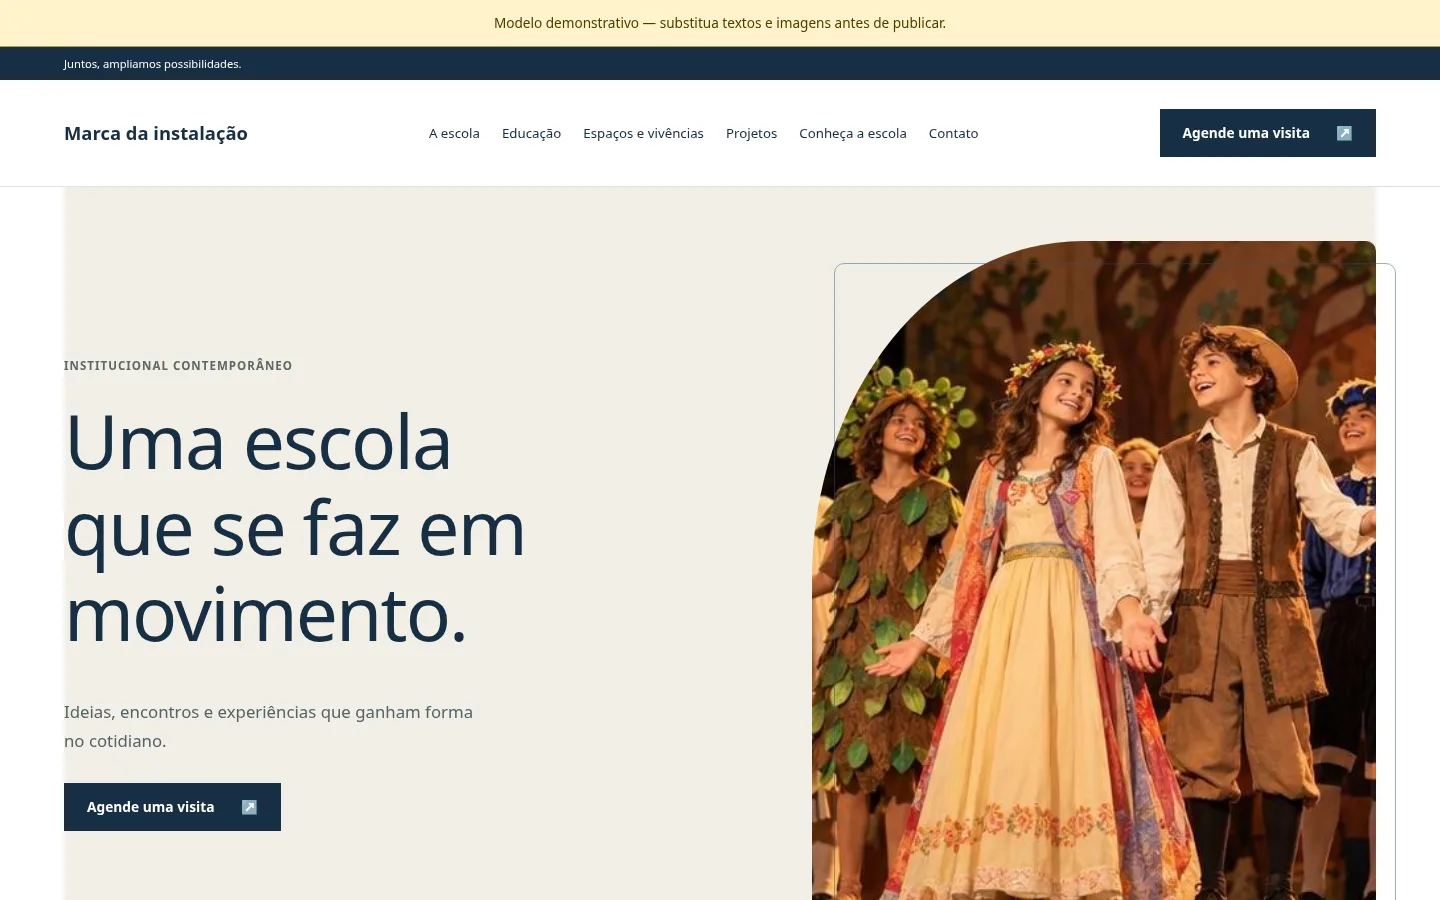 Modelo demonstrativo — substitua textos e imagens antes de publicar.
Juntos, ampliamos possibilidades.
Marca da instalação
A escola
Educação
Espaços e vivências
Projetos
Conheça a escola
Contato
Agende uma visita ↗
INSTITUCIONAL CONTEMPORÂNEO
Uma escola
que se faz em
movimento.
Ideias, encontros e experiências que ganham forma
no cotidiano.
Agende uma visita ↗